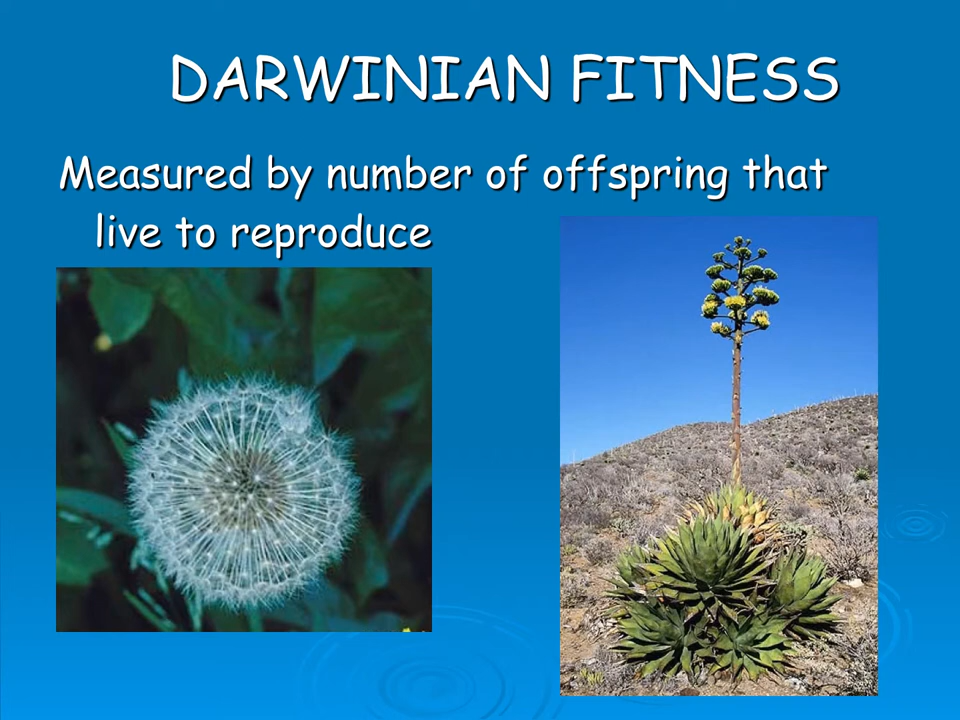 DARWINIAN FITNESS
Measured by number of offspring that
live to reproduce